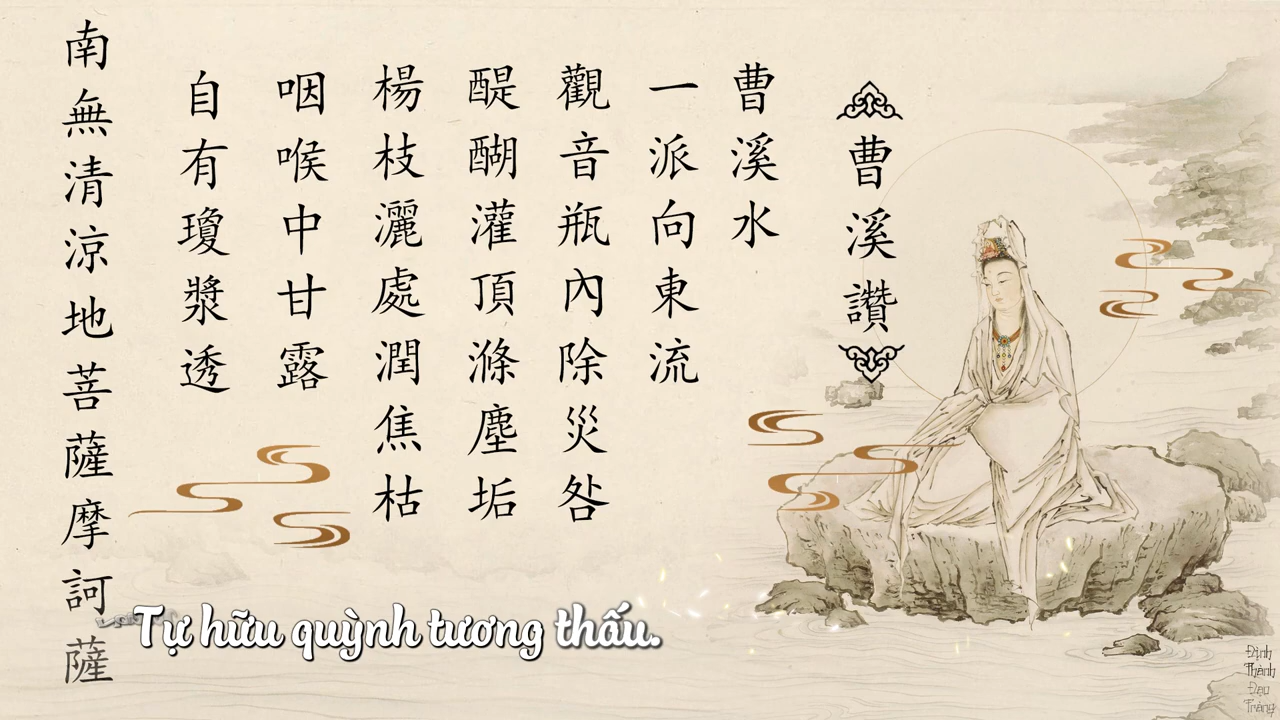 曹溪讚
曹溪水
一派向東流
觀音瓶內除災咎
醍醐灌頂滌塵垢
楊枝灑處潤焦枯
咽喉中甘露
自有瓊漿透
南無清涼地菩薩摩訶薩
Tự hữu quỳnh tương thấu.
Định
Thành
Đạo
Tràng